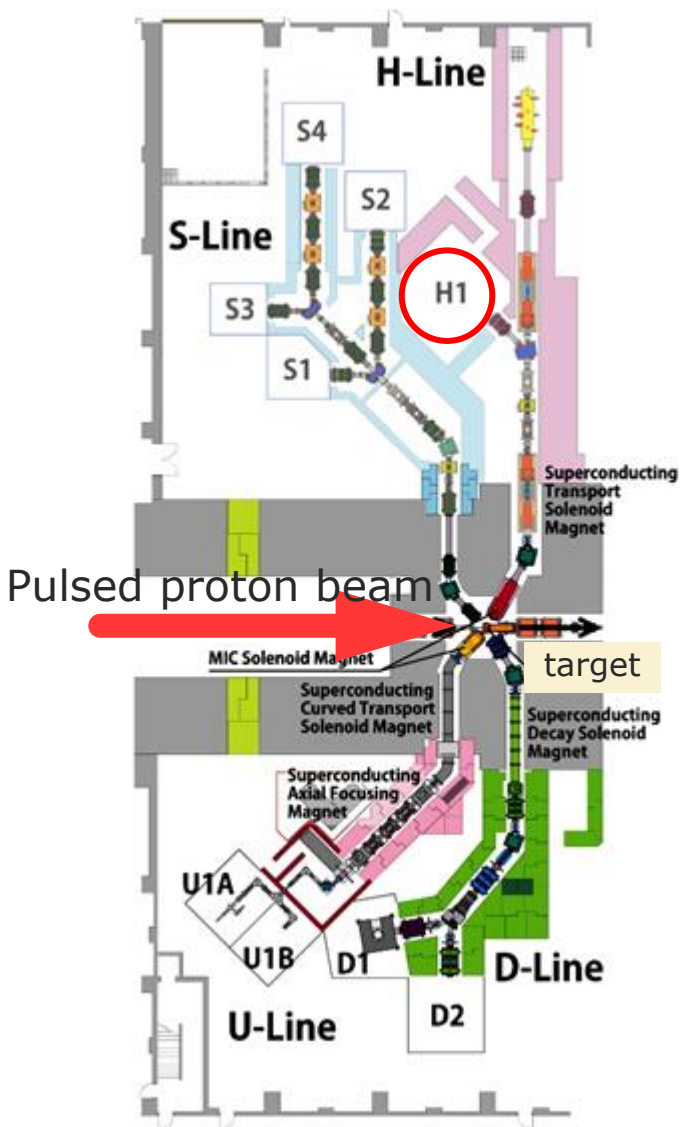 H-Line
S4
S2
S-Line
S3
H1
S1
Superconducting
Transport
Solenoid
Magnet
Pulsed proton beam
MIC Solenoid Magnet
target
Superconducting
Curved Transport
Solenoid Magnet
Superconducting
Decay Solenoid
Magnet
Superconducting
Axial Focusing
Magnet
U1A
U1B
D1
D-Line
U-Line
D2